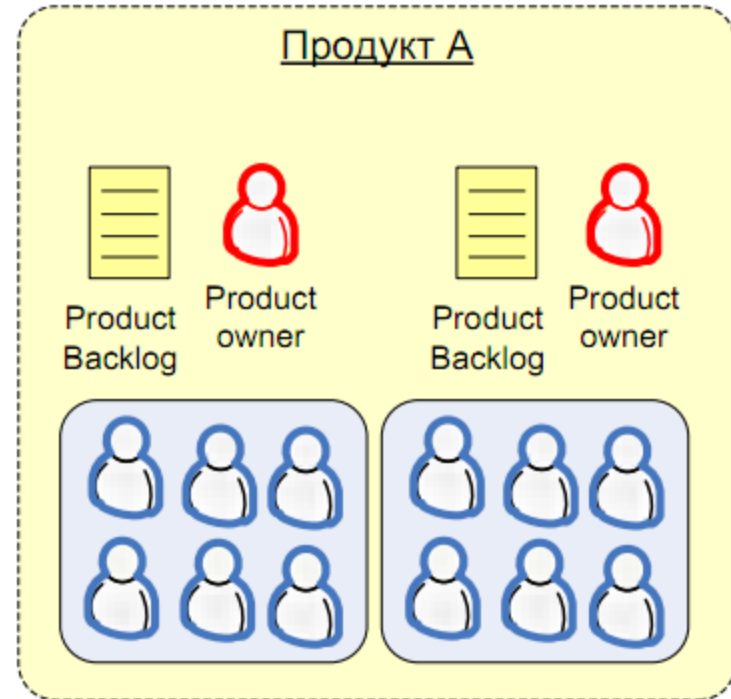 Продукт А
Product
Backlog
Product
owner
Product
Backlog
Product
owner